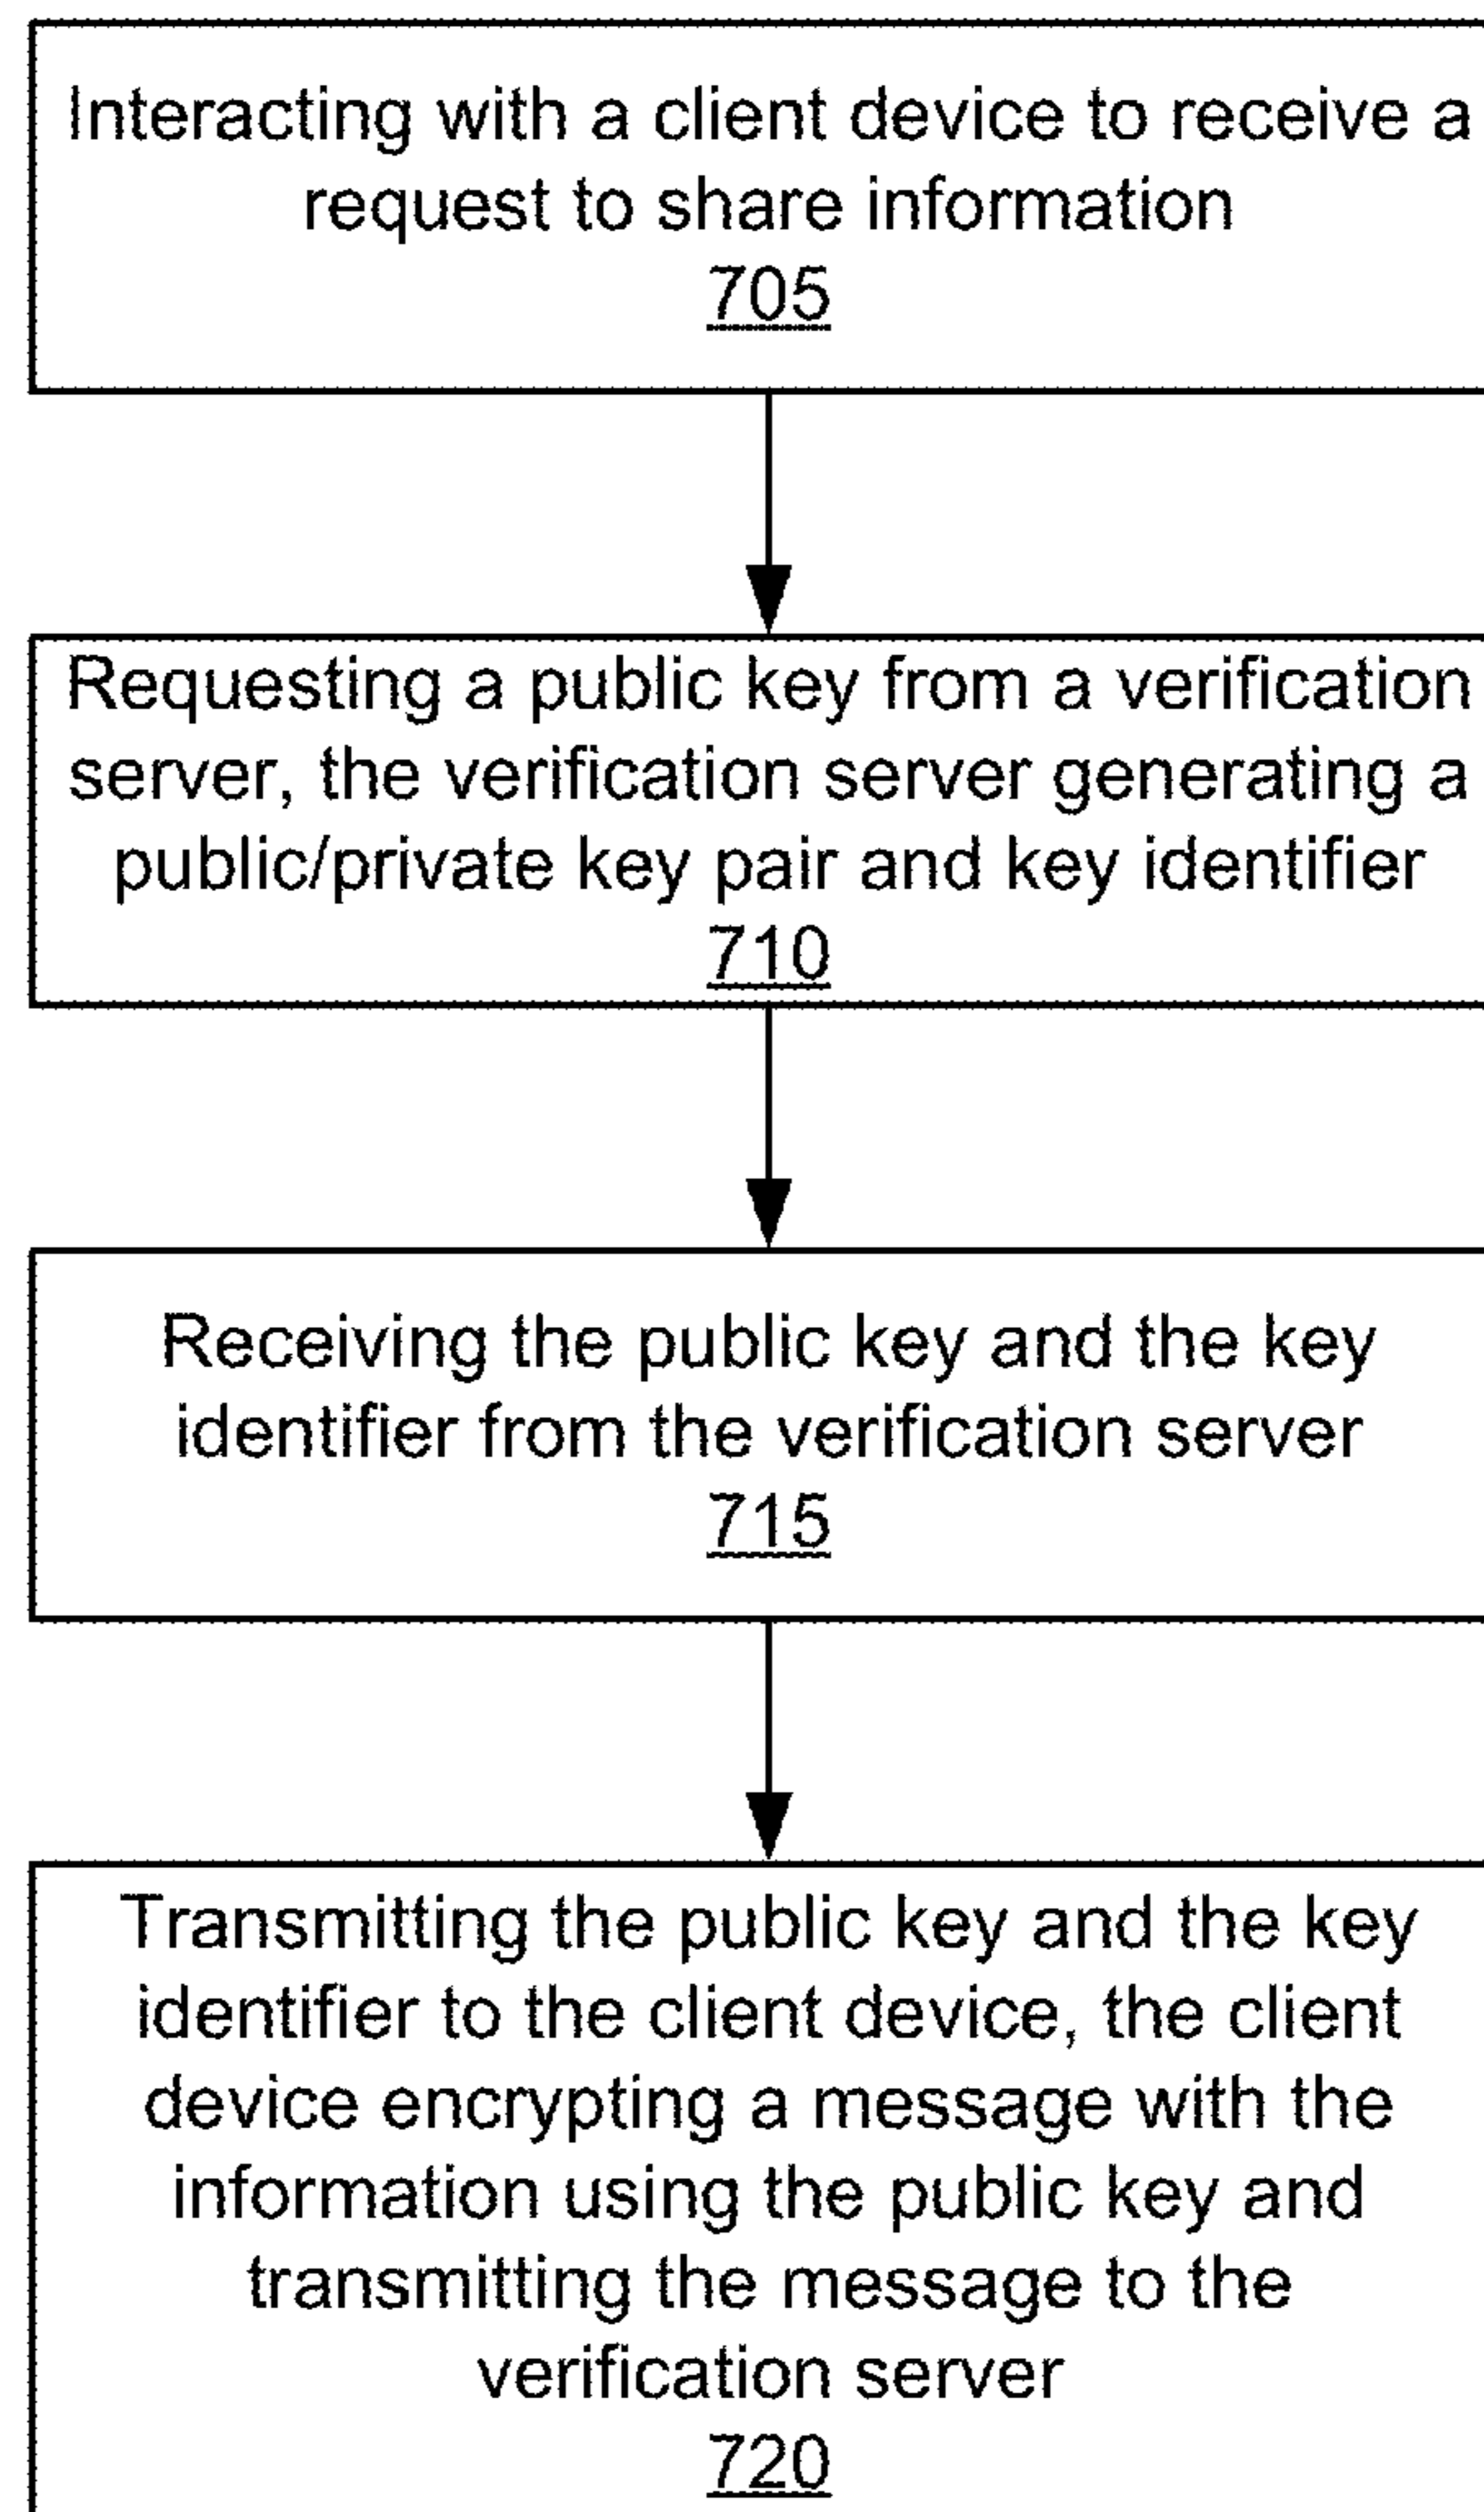 Interacting with a client device to receive a
request to share information
705
Requesting a public key from a verification
server, the verification server generating a
public/private key pair and key identifier
710
Receiving the public key and the key
identifier from the verification server
715
Transmitting the public key and the key
identifier to the client device, the client
device encrypting a message with the
information using the public key and
transmitting the message to the
verification server
720